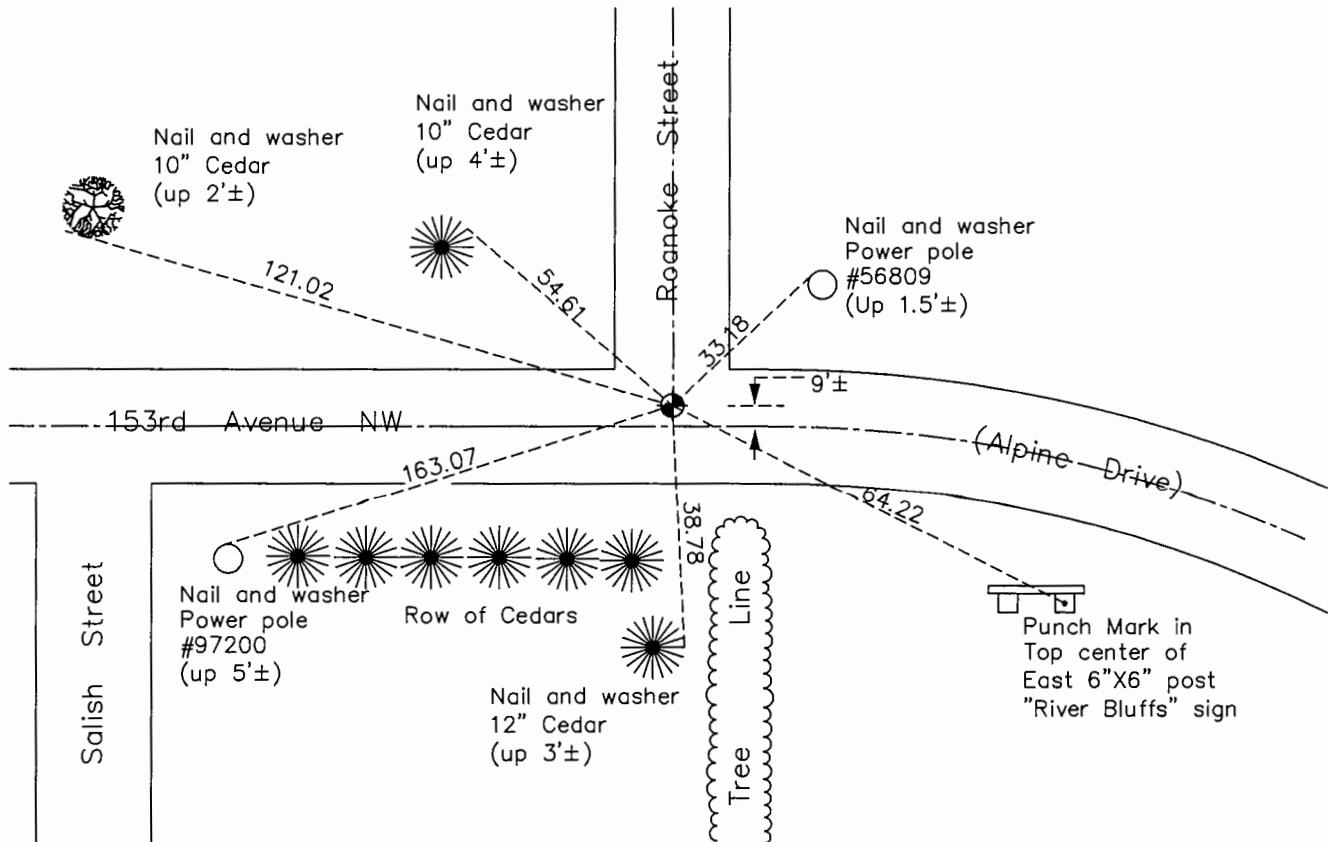 Nail and washer
10" Cedar
(up 4'±)
Nail and washer
10" Cedar
(up 2'±)
Roanoke Street
Nail and washer
Power pole
#56809
(Up 1.5'±)
121.02
54.61
33.18
9'±
153rd Avenue NW
(Alpine Drive)
163.07
64.22
38.78
Salish Street
Nail and washer
Power pole
#97200
(up 5'±)
Row of Cedars
Nail and washer
12" Cedar
(up 3'±)
Tree Line
Punch Mark in
Top center of
East 6"X6" post
"River Bluffs" sign